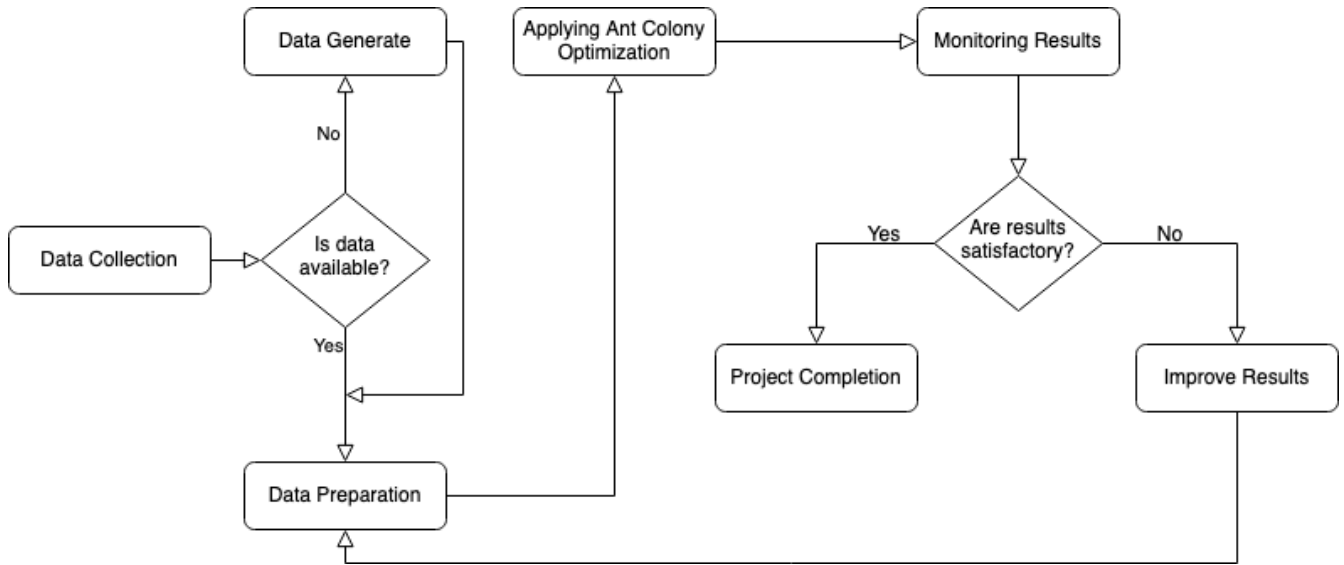 Data Generate
No
Data Collection
Is data
available?
Yes
Data Preparation
Applying Ant Colony
Optimization
Monitoring Results
Are results
satisfactory?
Yes
No
Project Completion
Improve Results